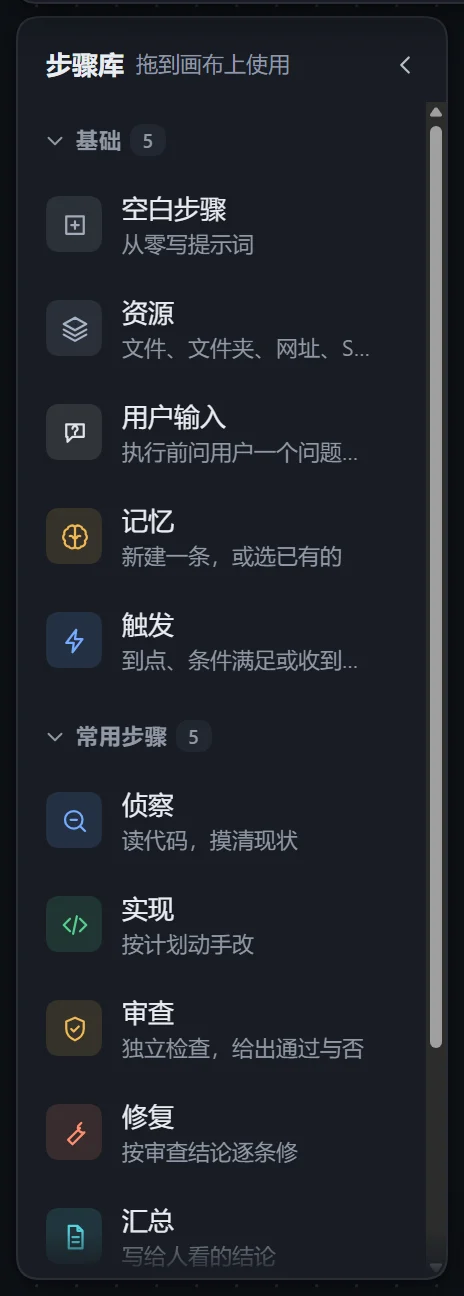 步骤库 拖到画布上使用
基础 5
空白步骤
从零写提示词
资源
文件、文件夹、网址、S...
用户输入
执行前问用户一个问题...
记忆
新建一条，或选已有的
触发
到点、条件满足或收到...
常用步骤 5
侦察
读代码，摸清现状
实现
按计划动手改
审查
独立检查，给出通过与否
修复
按审查结论逐条修
汇总
写给人看的结论